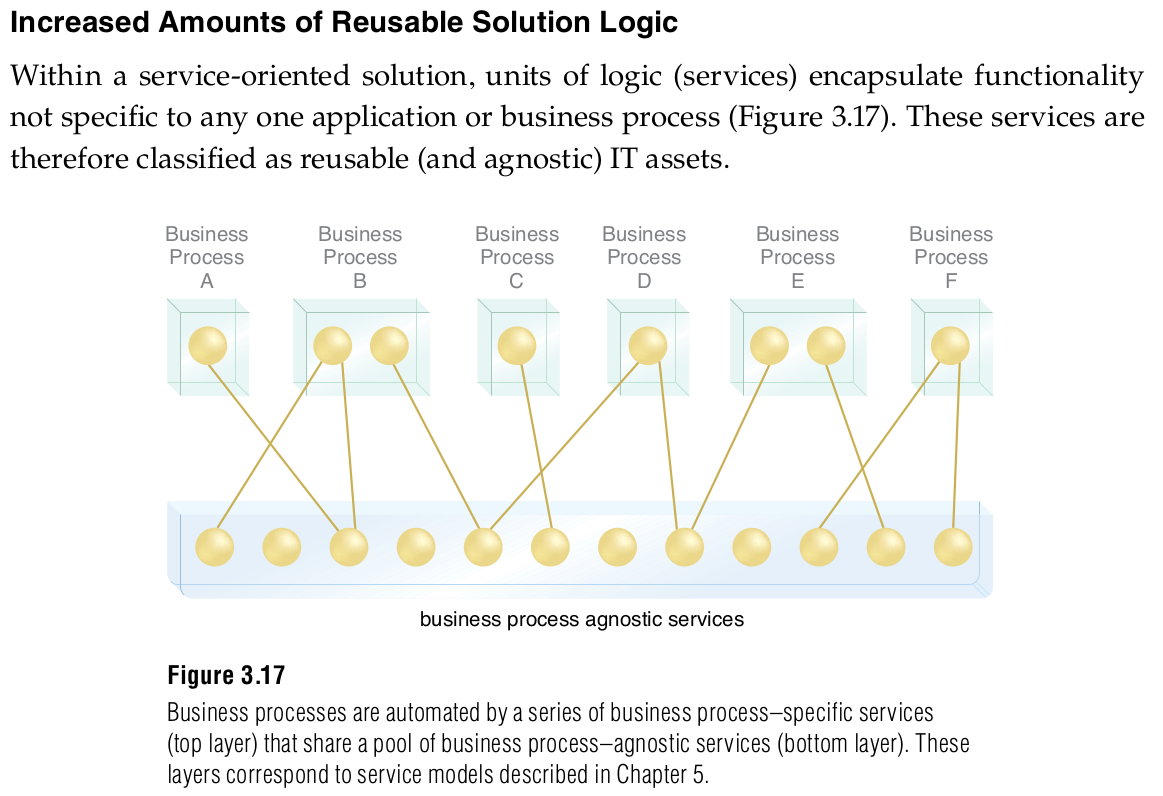 Increased Amounts of Reusable Solution Logic
Within a service-oriented solution, units of logic (services) encapsulate functionality
not specific to any one application or business process (Figure 3.17). These services are
therefore classified as reusable (and agnostic) IT assets.
Business Process A
Business Process B
Business Process C
Business Process D
Business Process E
Business Process F
business process agnostic services
Figure 3.17
Business processes are automated by a series of business process–specific services
(top layer) that share a pool of business process–agnostic services (bottom layer). These
layers correspond to service models described in Chapter 5.